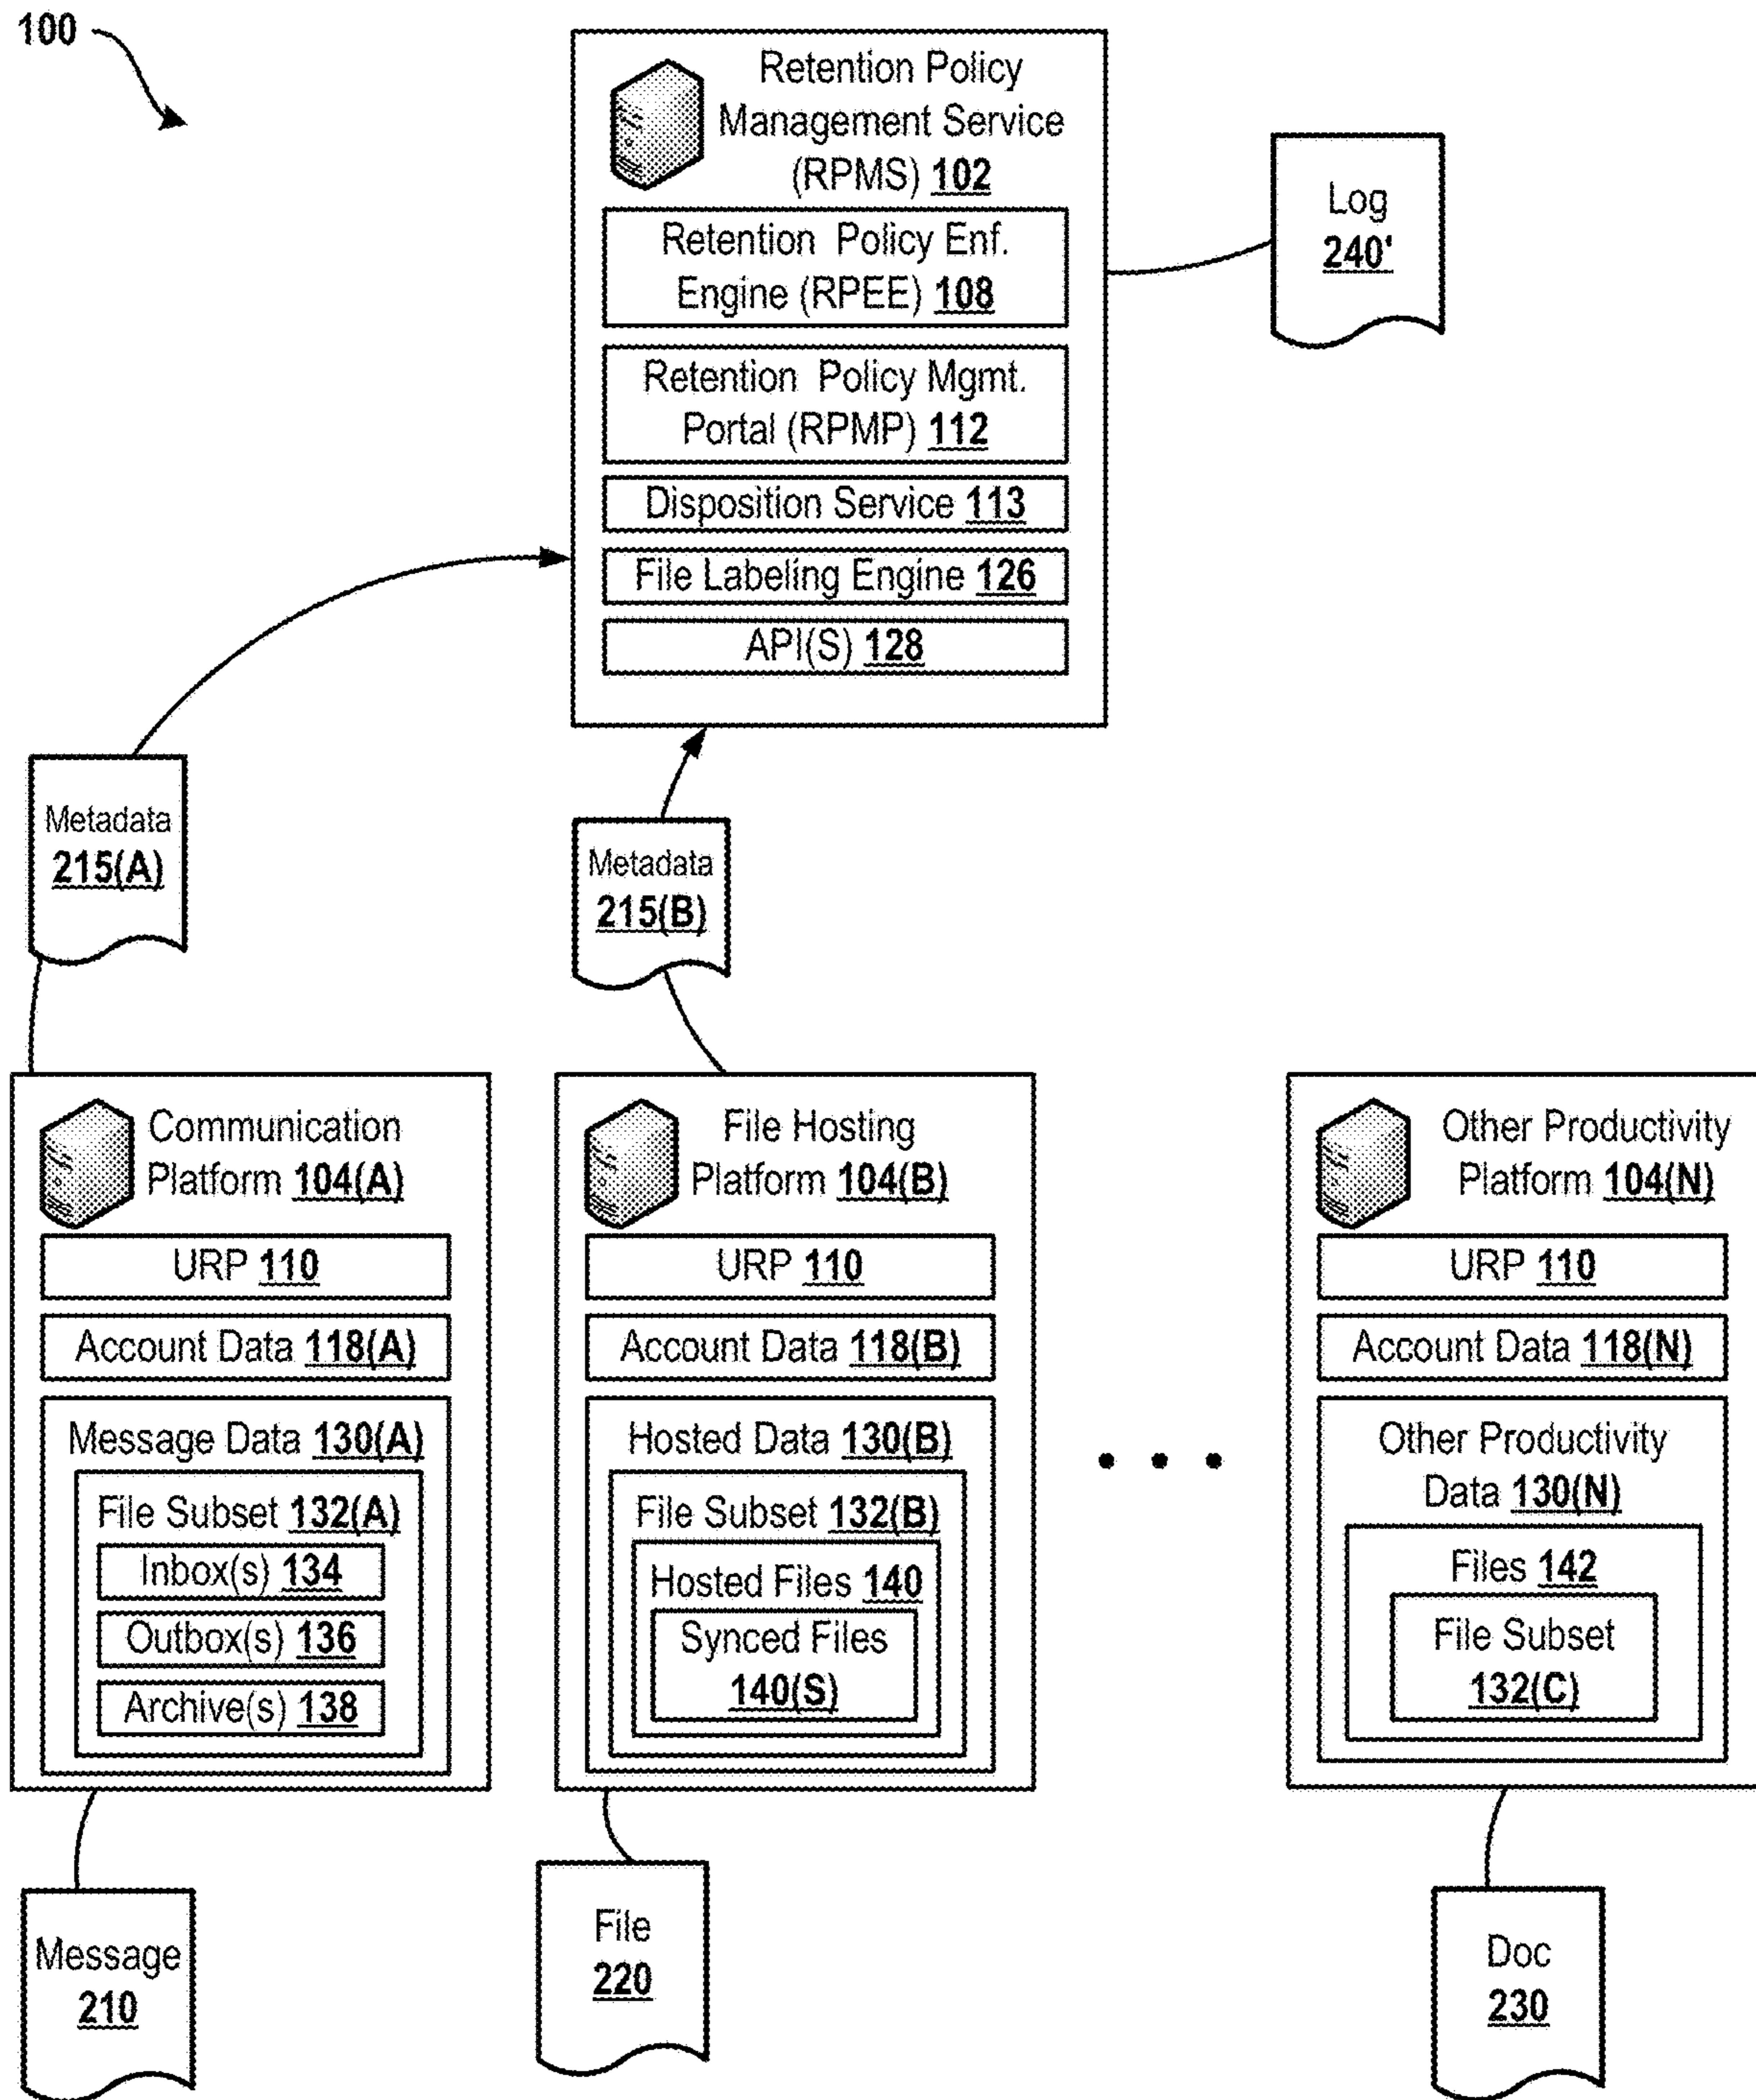 100
Retention Policy
Management Service
(RPMS) 102
Retention Policy Enf.
Engine (RPEE) 108
Retention Policy Mgmt.
Portal (RPMP) 112
Disposition Service 113
File Labeling Engine 126
API(S) 128
Log
240'
Metadata
215(A)
Metadata
215(B)
Communication
Platform 104(A)
URP 110
Account Data 118(A)
Message Data 130(A)
File Subset 132(A)
Inbox(s) 134
Outbox(s) 136
Archive(s) 138
File Hosting
Platform 104(B)
URP 110
Account Data 118(B)
Hosted Data 130(B)
File Subset 132(B)
Hosted Files 140
Synced Files
140(S)
• • •
Other Productivity
Platform 104(N)
URP 110
Account Data 118(N)
Other Productivity
Data 130(N)
Files 142
File Subset
132(C)
Message
210
File
220
Doc
230